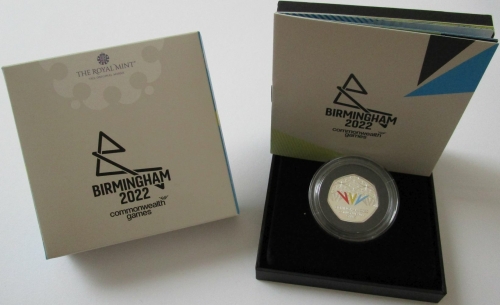 THE ROYAL MINT
BIRMINGHAM
2022
commonwealth
games
BIRMINGHAM
2022
commonwealth
games